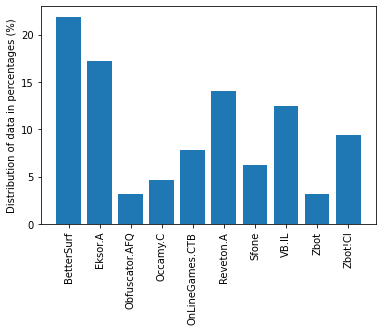 Distribution of data in percentages (%)
20
15
10
5
0
BetterSurf
Eksor.A
Obfuscator.AFQ
Occamy.C
OnLineGames.CTB
Reveton.A
Sfone
VB.IL
Zbot
Zbot!CI